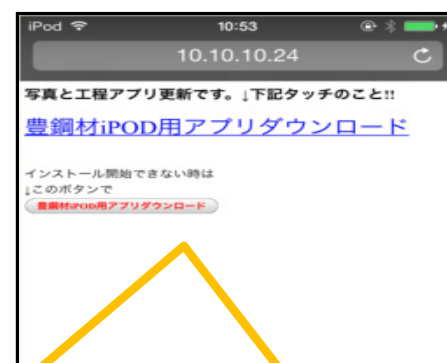 iPod 10:53
10.10.10.24
写真と工程アプリ更新です。↓下記タッチのこと!!
豊鋼材iPOD用アプリダウンロード
インストール開始できない時は
↓このボタンで
豊鋼材iPOD用アプリダウンロード